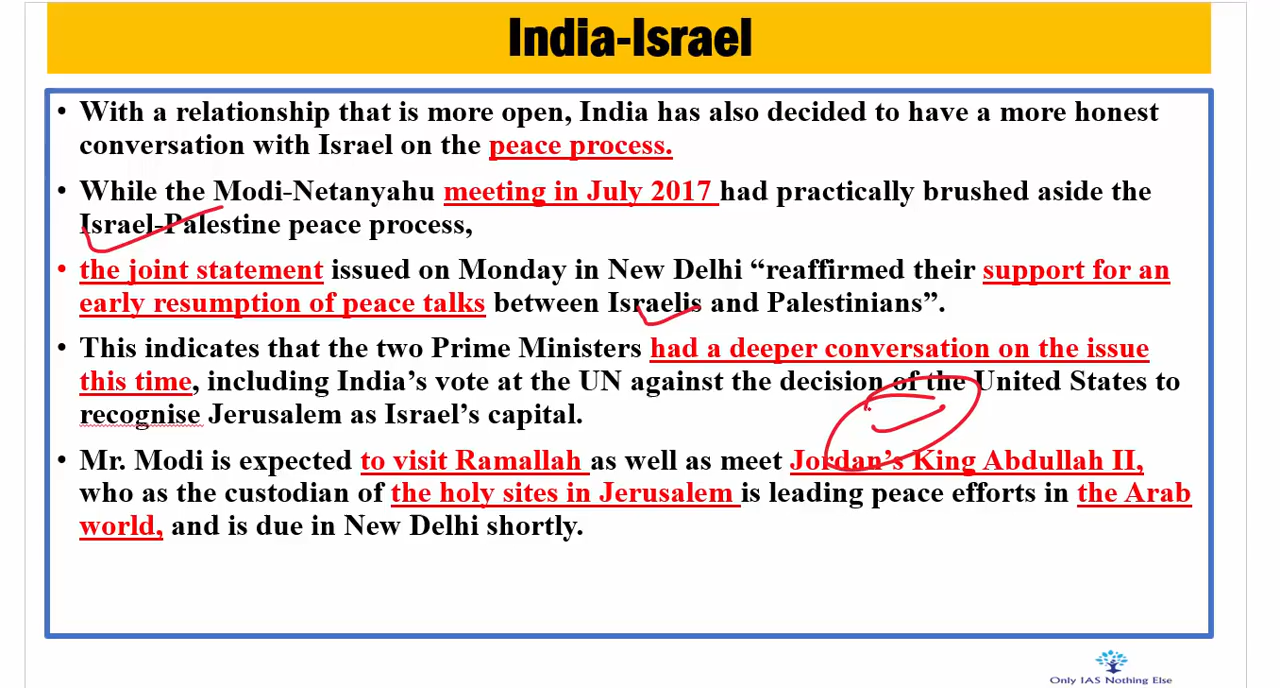 India-Israel
• With a relationship that is more open, India has also decided to have a more honest
conversation with Israel on the peace process.
• While the Modi-Netanyahu meeting in July 2017 had practically brushed aside the
Israel-Palestine peace process,
• the joint statement issued on Monday in New Delhi “reaffirmed their support for an
early resumption of peace talks between Israelis and Palestinians”.
• This indicates that the two Prime Ministers had a deeper conversation on the issue
this time, including India’s vote at the UN against the decision of the United States to
recognise Jerusalem as Israel’s capital.
• Mr. Modi is expected to visit Ramallah as well as meet Jordan’s King Abdullah II,
who as the custodian of the holy sites in Jerusalem is leading peace efforts in the Arab
world, and is due in New Delhi shortly.
Only IAS Nothing Else